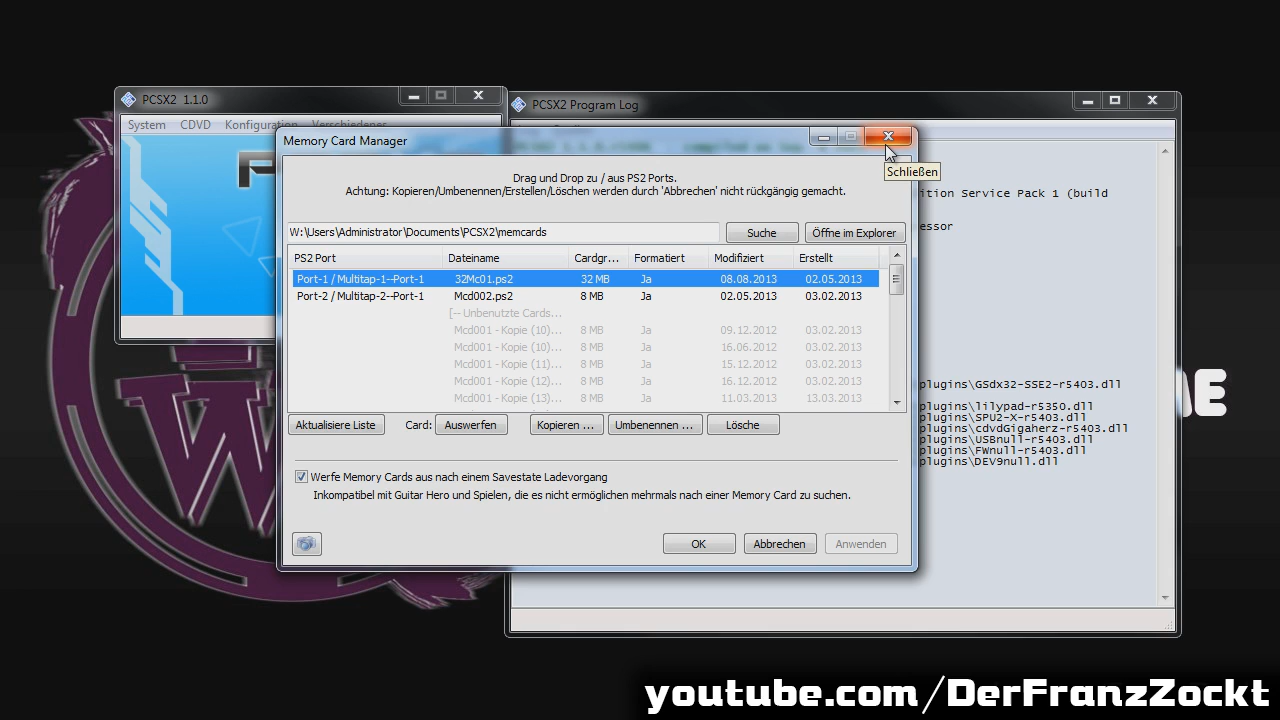 PCSX2 1.1.0
System CDVD Konfiguration Verschiedenes
PCSX2 Program Log
ition Service Pack 1 (build
essor
plugins\GSdx32-SSE2-r5403.dll
plugins\lilypad-r5350.dll
plugins\SPU2-X-r5403.dll
plugins\cdvdGigaherz-r5403.dll
plugins\USBnull-r5403.dll
plugins\FWnull-r5403.dll
plugins\DEV9null.dll
Memory Card Manager
Schließen
Drag and Drop zu / aus PS2 Ports.
Achtung: Kopieren/Umbenennen/Erstellen/Löschen werden durch 'Abbrechen' nicht rückgängig gemacht.
W:\Users\Administrator\Documents\PCSX2\memcards Suche Öffne im Explorer
PS2 Port Dateiname Cardgr... Formatiert Modifiziert Erstellt
Port-1 / Multitap-1--Port-1 32Mc01.ps2 32 MB Ja 08.08.2013 02.05.2013
Port-2 / Multitap-2--Port-1 Mcd002.ps2 8 MB Ja 02.05.2013 03.02.2013
[-- Unbenutzte Cards...
Mcd001 - Kopie (10)... 8 MB Ja 09.12.2012 03.02.2013
Mcd001 - Kopie (10)... 8 MB Ja 16.06.2012 03.02.2013
Mcd001 - Kopie (11)... 8 MB Ja 15.12.2012 03.02.2013
Mcd001 - Kopie (12)... 8 MB Ja 16.12.2012 03.02.2013
Mcd001 - Kopie (13)... 8 MB Ja 11.03.2013 13.03.2013
Aktualisiere Liste Card: Auswerfen Kopieren ... Umbenennen ... Lösche
Werfe Memory Cards aus nach einem Savestate Ladevorgang
Inkompatibel mit Guitar Hero und Spielen, die es nicht ermöglichen mehrmals nach einer Memory Card zu suchen.
OK Abbrechen Anwenden
youtube.com/DerFranzZockt